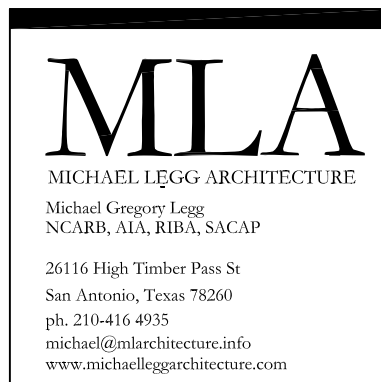 MLA
MICHAEL LEGG ARCHITECTURE
Michael Gregory Legg
NCARB, AIA, RIBA, SACAP
26116 High Timber Pass St
San Antonio, Texas 78260
ph. 210-416 4935
michael@mlarchitecture.info
www.michaelleggarchitecture.com